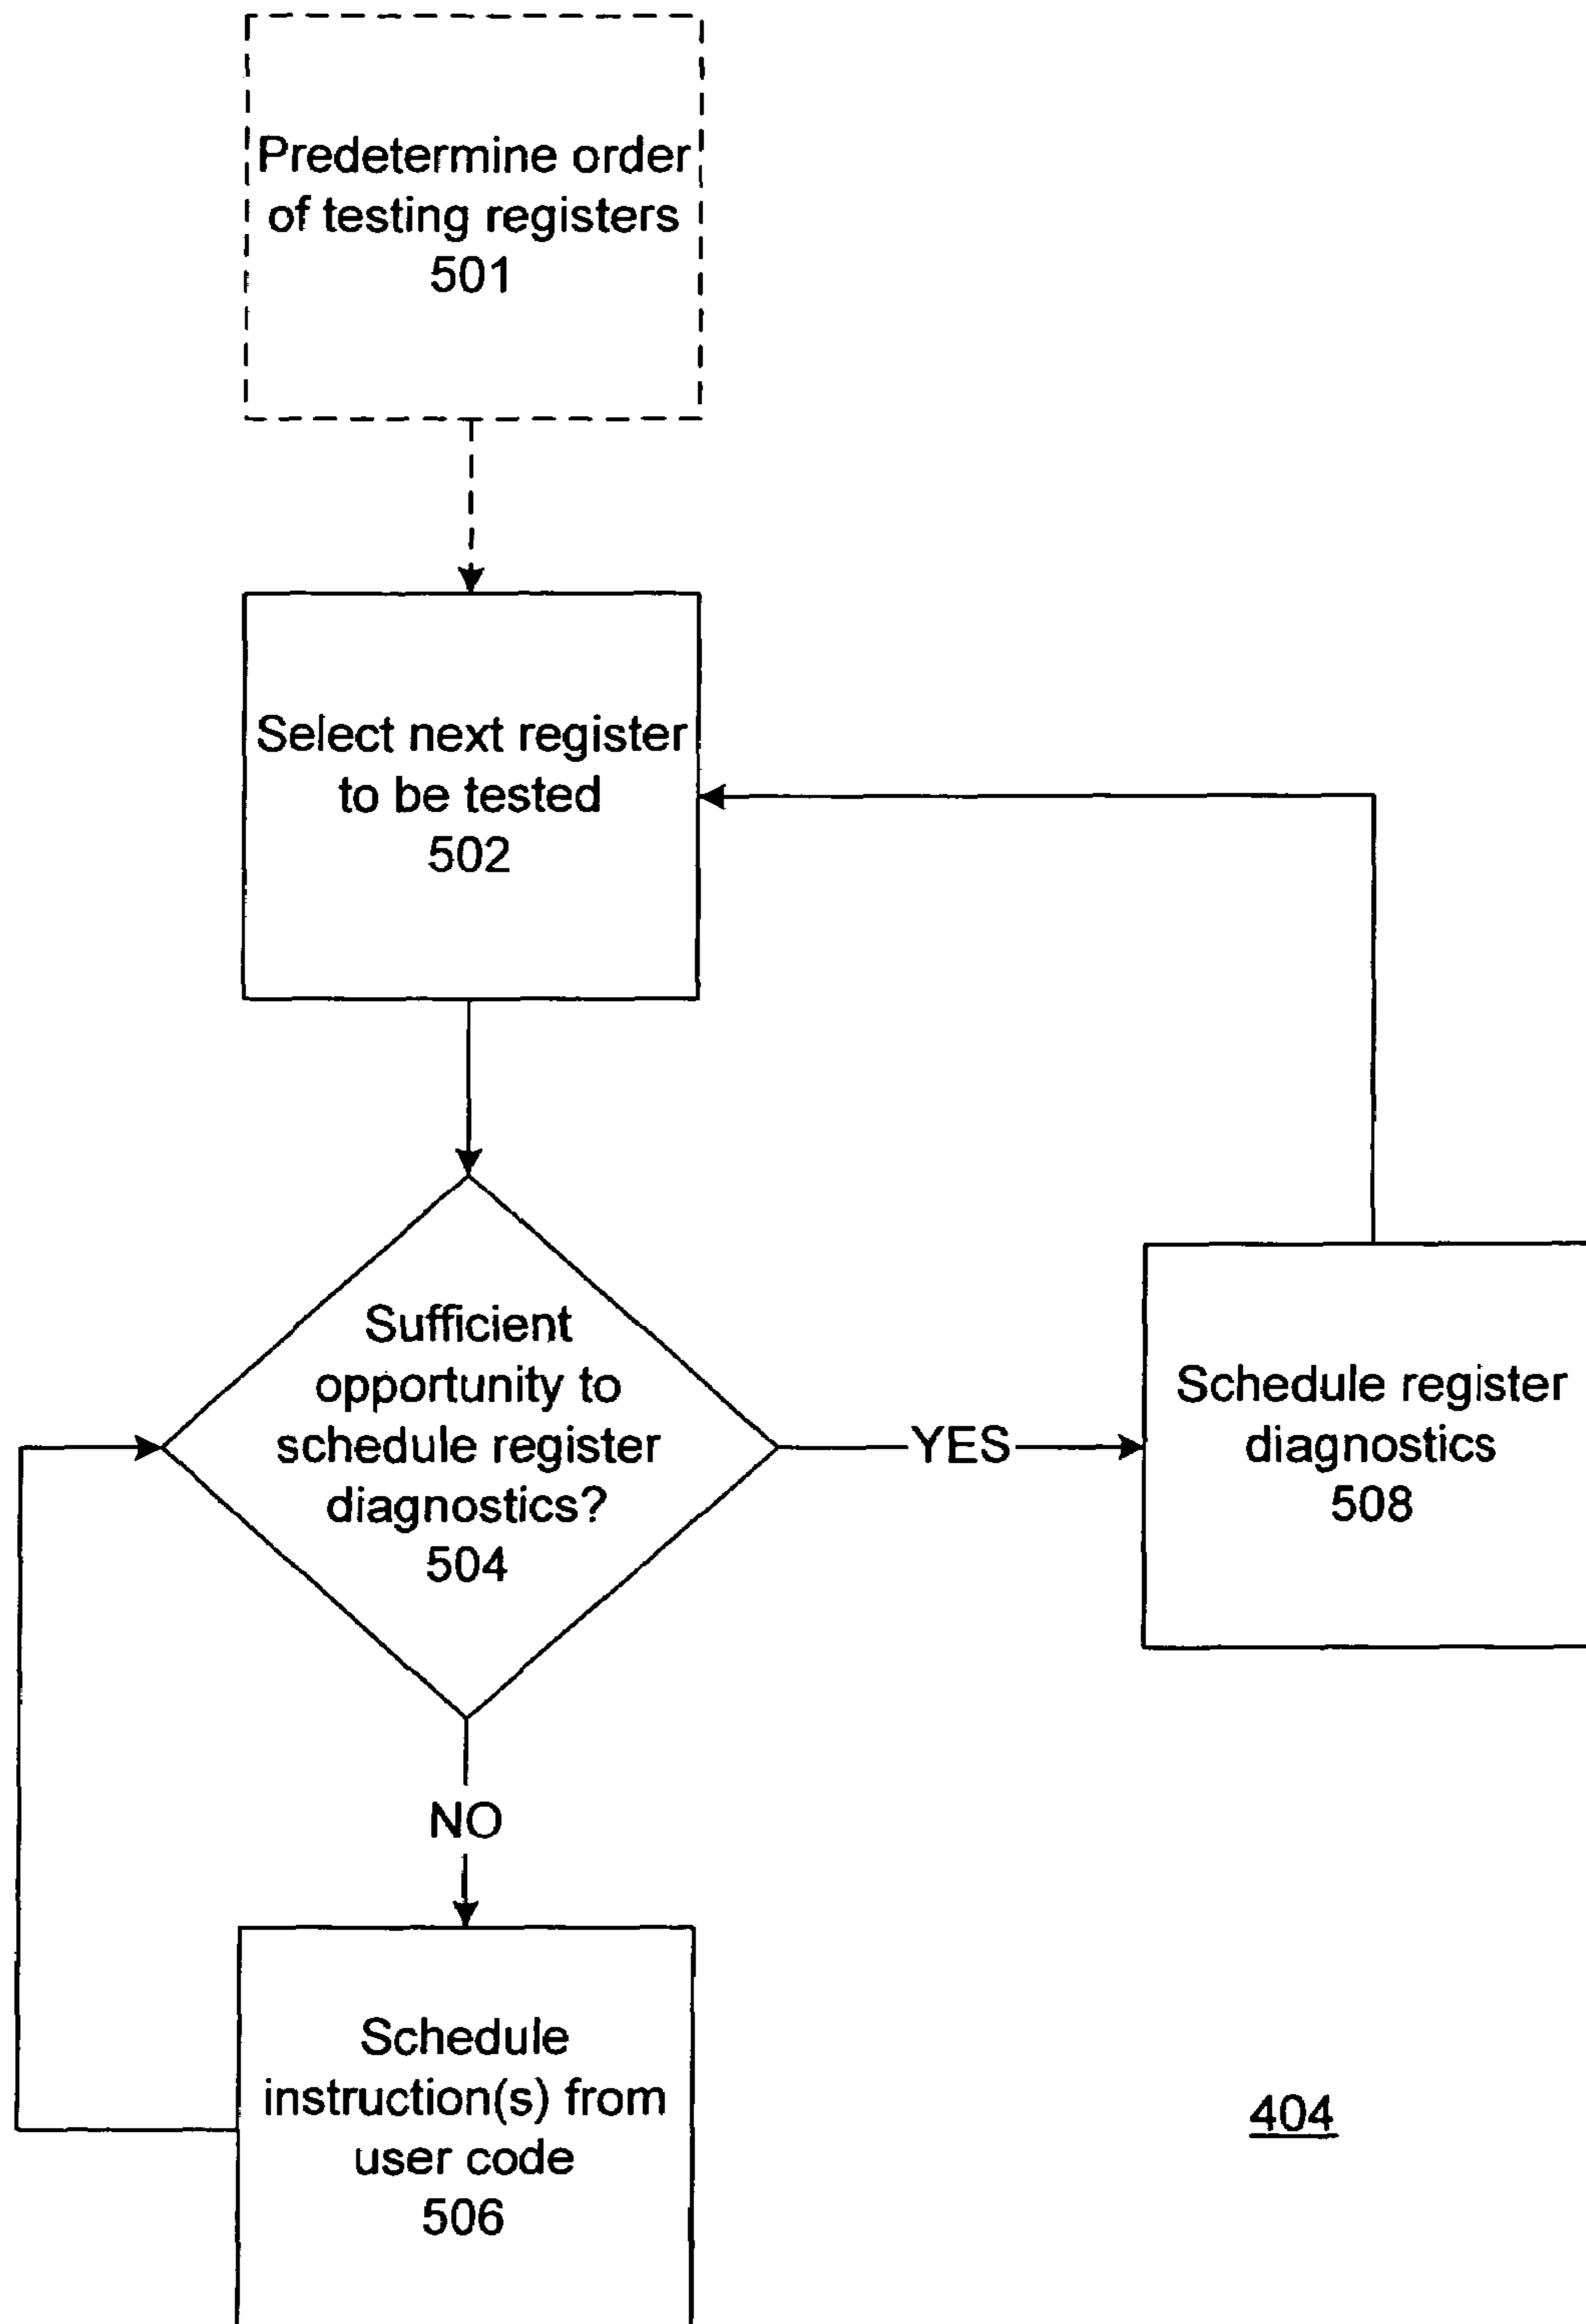 Predetermine order
of testing registers
501
Select next register
to be tested
502
Sufficient
opportunity to
schedule register
diagnostics?
504
YES
Schedule register
diagnostics
508
NO
Schedule
instruction(s) from
user code
506
404